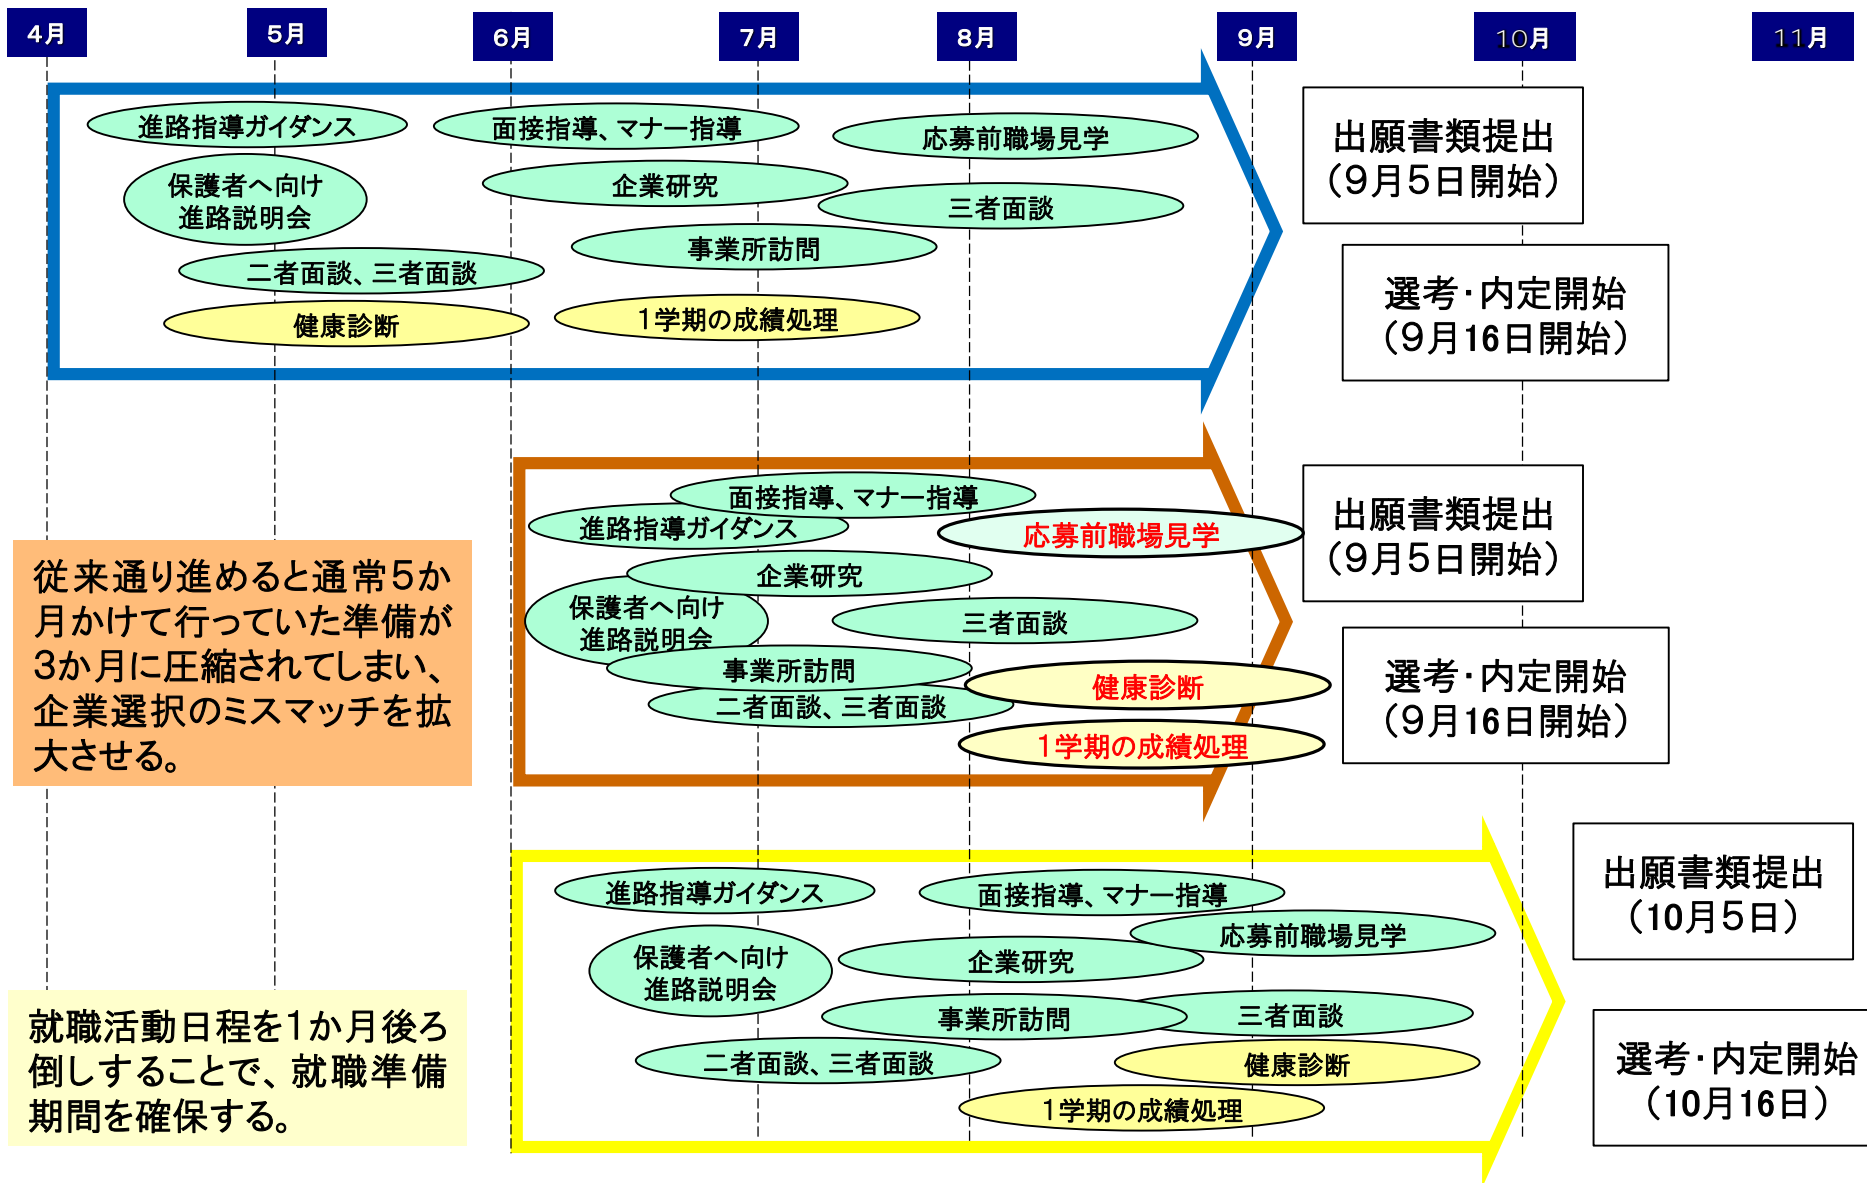 4月
5月
6月
7月
8月
9月
10月
11月
進路指導ガイダンス
面接指導、マナー指導
応募前職場見学
保護者へ向け
進路説明会
企業研究
三者面談
事業所訪問
二者面談、三者面談
健康診断
1学期の成績処理
出願書類提出
（9月5日開始）
選考・内定開始
（9月16日開始）
従来通り進めると通常5か
月かけて行っていた準備が
3か月に圧縮されてしまい、
企業選択のミスマッチを拡
大させる。
面接指導、マナー指導
進路指導ガイダンス
応募前職場見学
企業研究
保護者へ向け
進路説明会
三者面談
事業所訪問
健康診断
二者面談、三者面談
1学期の成績処理
出願書類提出
（9月5日開始）
選考・内定開始
（9月16日開始）
就職活動日程を1か月後ろ
倒しすることで、就職準備
期間を確保する。
進路指導ガイダンス
面接指導、マナー指導
応募前職場見学
保護者へ向け
進路説明会
企業研究
事業所訪問
三者面談
二者面談、三者面談
健康診断
1学期の成績処理
出願書類提出
（10月5日）
選考・内定開始
（10月16日）